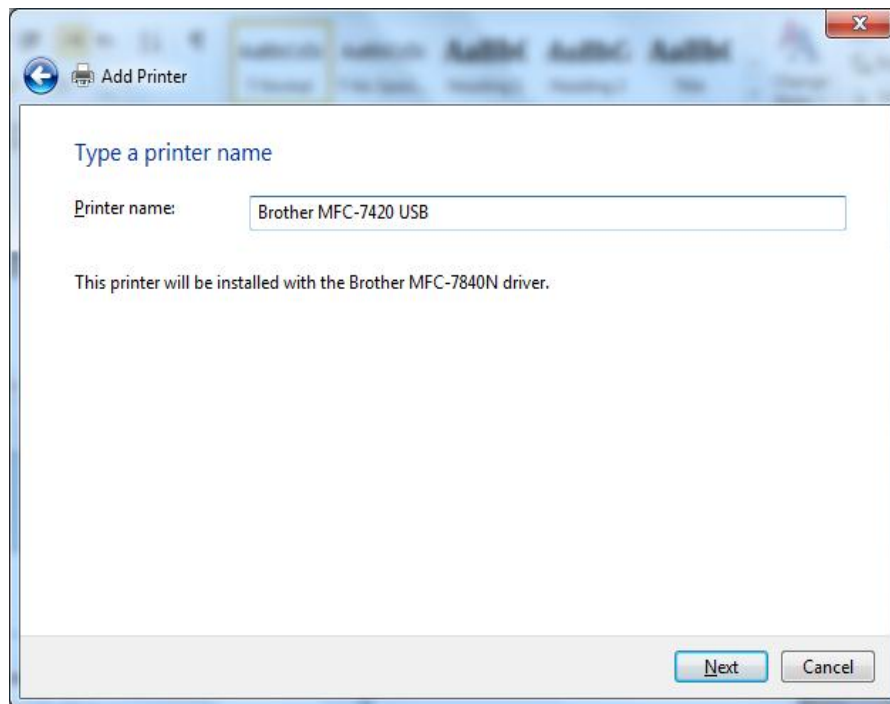 Add Printer
Type a printer name
Printer name: Brother MFC-7420 USB
This printer will be installed with the Brother MFC-7840N driver.
Next Cancel